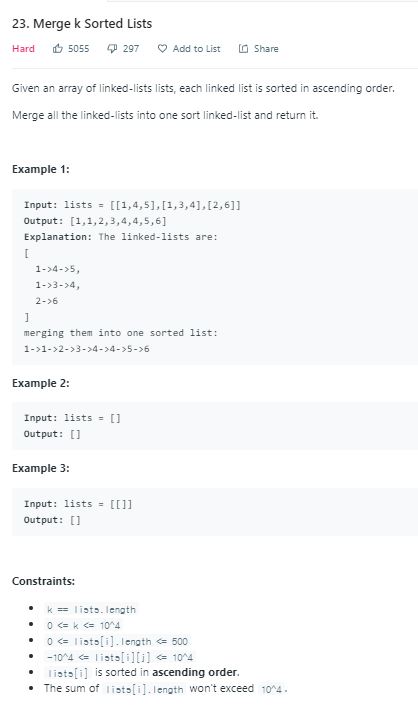 23. Merge k Sorted Lists
Hard 5055 297 Add to List Share
Given an array of linked-lists lists, each linked list is sorted in ascending order.
Merge all the linked-lists into one sort linked-list and return it.
Example 1:
Input: lists = [[1,4,5],[1,3,4],[2,6]]
Output: [1,1,2,3,4,4,5,6]
Explanation: The linked-lists are:
[
  1->4->5,
  1->3->4,
  2->6
]
merging them into one sorted list:
1->1->2->3->4->4->5->6
Example 2:
Input: lists = []
Output: []
Example 3:
Input: lists = [[]]
Output: []
Constraints:
• k == lists.length
• 0 <= k <= 10^4
• 0 <= lists[i].length <= 500
• -10^4 <= lists[i][j] <= 10^4
• lists[i] is sorted in ascending order.
• The sum of lists[i].length won't exceed 10^4.